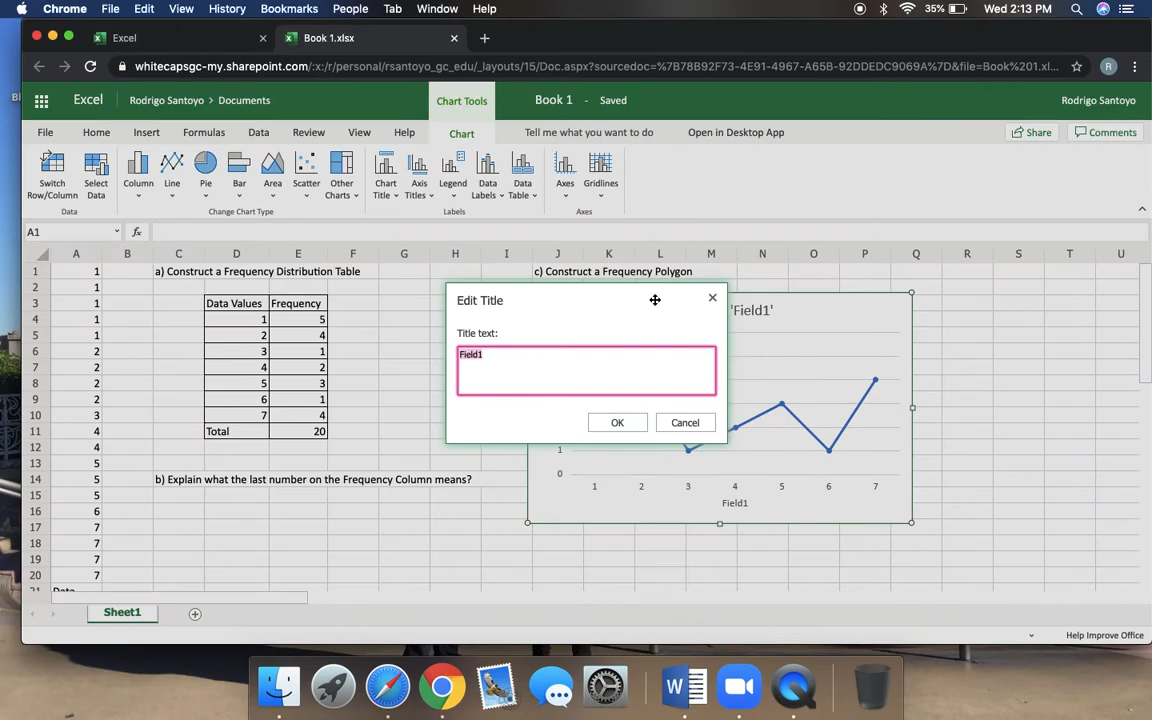 Chrome File Edit View History Bookmarks People Tab Window Help 35% Wed 2:13 PM
Excel Book 1.xlsx
whitecapsgc-my.sharepoint.com/:x:/r/personal/rsantoyo_gc_edu/_layouts/15/Doc.aspx?sourcedoc=%7B78B92F73-4E91-4967-A65B-92DDEDC9069A%7D&file=Book%201.xl... R
Excel Rodrigo Santoyo > Documents Chart Tools Book 1 - Saved Rodrigo Santoyo
File Home Insert Formulas Data Review View Help Chart Tell me what you want to do Open in Desktop App Share Comments
Switch Row/Column Select Data Column Line Pie Bar Area Scatter Other Charts Chart Title Axis Titles Legend Data Labels Data Table Axes Gridlines
Data Change Chart Type Labels Axes
A1 fx
A B C D E F G H I J K L M N O P Q R S T U
1 1 a) Construct a Frequency Distribution Table c) Construct a Frequency Polygon
2 1
3 1 Data Values Frequency
4 1 1 5
5 1 2 4
6 2 3 1
7 2 4 2
8 2 5 3
9 2 6 1
10 3 7 4
11 4 Total 20
12 4
13 5
14 5 b) Explain what the last number on the Frequency Column means?
15 5
16 6
17 7
18 7
19 7
20 7
21 Data
Edit Title
Title text:
Field1
OK Cancel
'Field1'
1
0
1 2 3 4 5 6 7
Field1
Sheet1
Help Improve Office
W